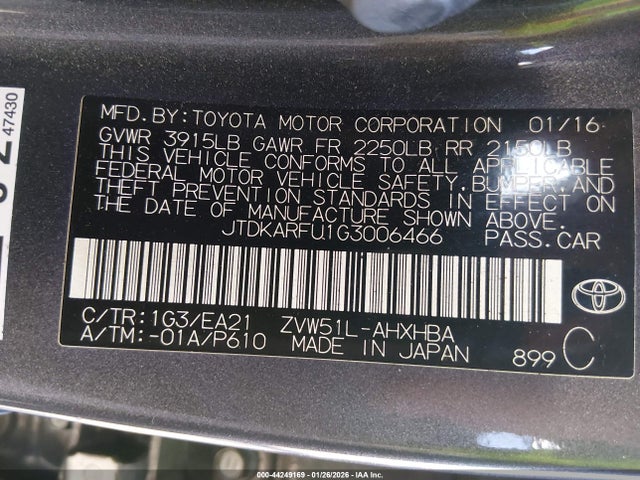 47430
MFD.BY:TOYOTA MOTOR CORPORATION 01/16
GVWR 3915LB GAWR FR 2250LB RR 2150LB
THIS VEHICLE CONFORMS TO ALL APPLICABLE
FEDERAL MOTOR VEHICLE SAFETY,BUMPER,AND
THEFT PREVENTION STANDARDS IN EFFECT ON
THE DATE OF MANUFACTURE SHOWN ABOVE.
JTDKARFU1G3006466 PASS.CAR
C/TR:1G3/EA21 ZVW51L-AHXHBA
A/TM:-01A/P610 MADE IN JAPAN 899 C
TOYOTA
000-44249169 - 01/26/2026 - © IAA Inc.